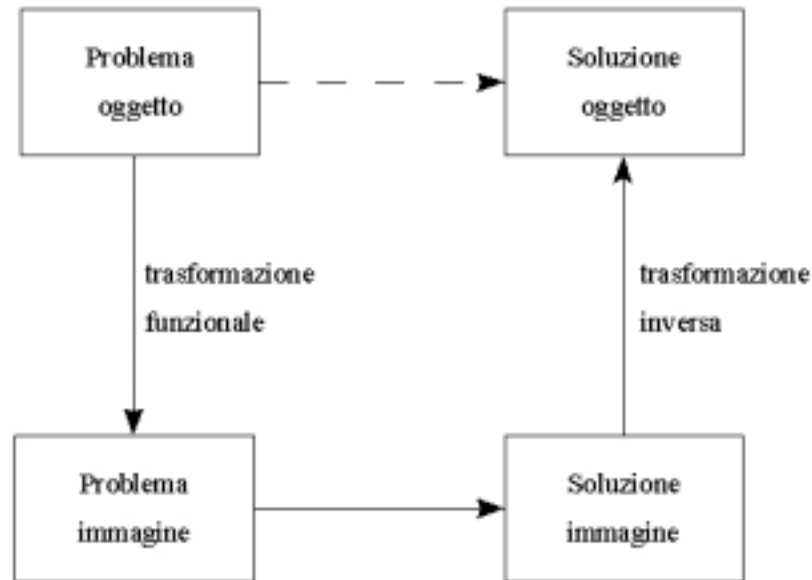 Problema
oggetto
Soluzione
oggetto
trasformazione
funzionale
trasformazione
inversa
Problema
immagine
Soluzione
immagine